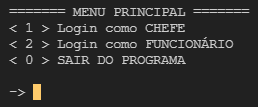 ======= MENU PRINCIPAL =======
< 1 > Login como CHEFE
< 2 > Login como FUNCIONÁRIO
< 0 > SAIR DO PROGRAMA
->